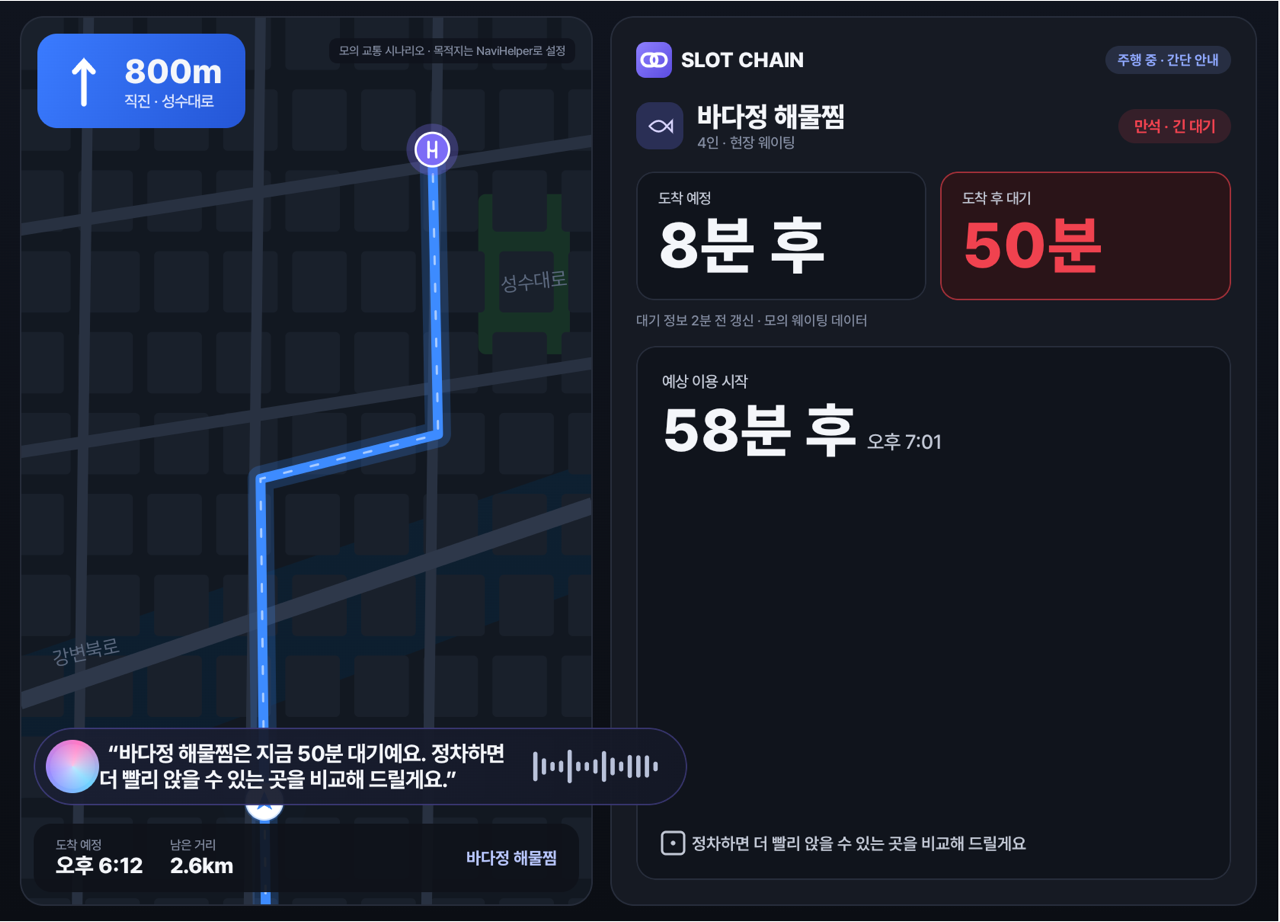 800m
직진 · 성수대로
모의 교통 시나리오 · 목적지는 NaviHelper로 설정
H
성수대로
강변북로
“바다정 해물찜은 지금 50분 대기예요. 정차하면
더 빨리 앉을 수 있는 곳을 비교해 드릴게요.”
도착 예정
오후 6:12
남은 거리
2.6km
바다정 해물찜
SLOT CHAIN
주행 중 · 간단 안내
바다정 해물찜
4인 · 현장 웨이팅
만석 · 긴 대기
도착 예정
8분 후
도착 후 대기
50분
대기 정보 2분 전 갱신 · 모의 웨이팅 데이터
예상 이용 시작
58분 후 오후 7:01
정차하면 더 빨리 앉을 수 있는 곳을 비교해 드릴게요